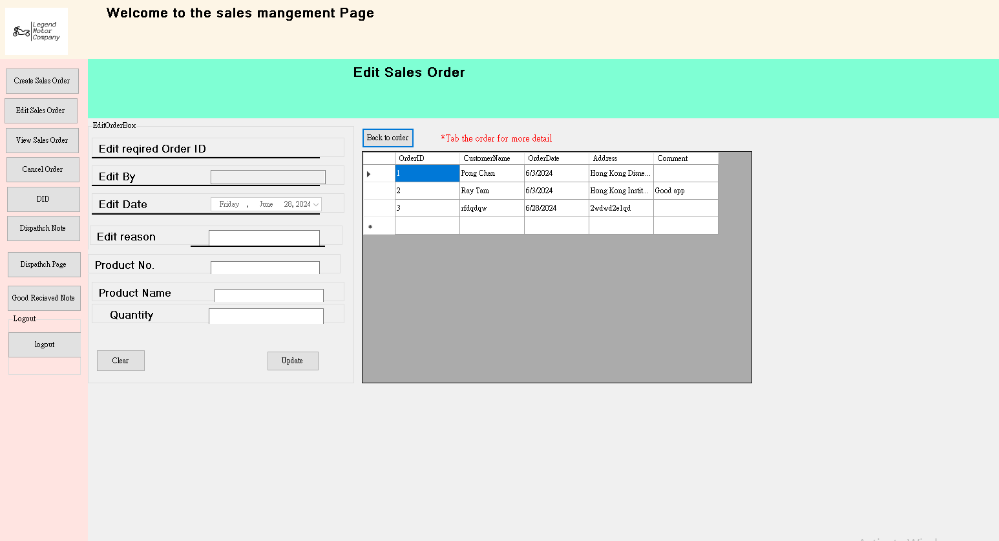 Welcome to the sales mangement Page
Legend
Motor
Company
Edit Sales Order
Create Sales Order
Edit Sales Order
View Sales Order
Cancel Order
DID
Dispathch Note
Dispathch Page
Good Recieved Note
Logout
logout
EditOrderBox
Edit reqired Order ID
Edit By
Edit Date Friday , June 28, 2024
Edit reason
Product No.
Product Name
Quantity
Clear Update
Back to order *Tab the order for more detail
OrderID CustomerName OrderDate Address Comment
1 Pong Chan 6/3/2024 Hong Kong Disne...
2 Ray Tam 6/3/2024 Hong Kong Instit... Good app
3 rfdqdqw 6/28/2024 2wdwd2e1qd